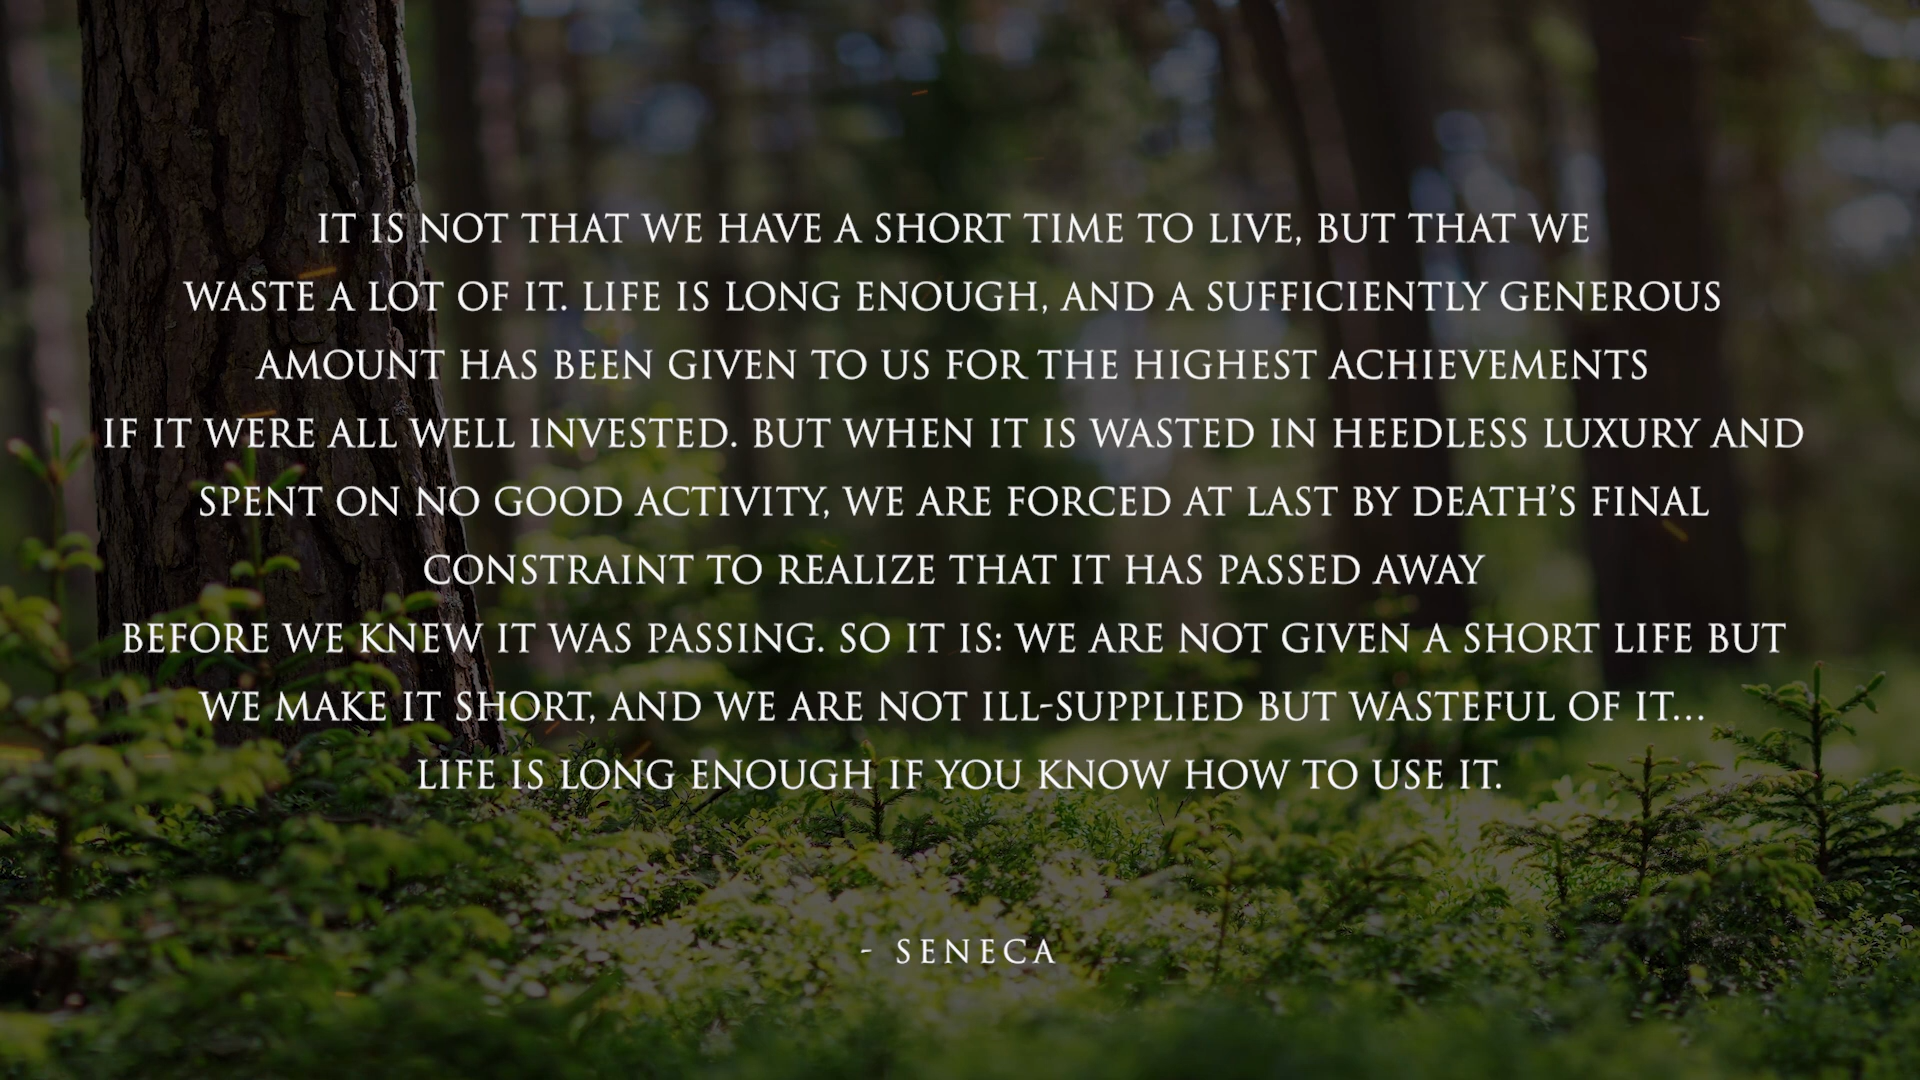 IT IS NOT THAT WE HAVE A SHORT TIME TO LIVE, BUT THAT WE
WASTE A LOT OF IT. LIFE IS LONG ENOUGH, AND A SUFFICIENTLY GENEROUS
AMOUNT HAS BEEN GIVEN TO US FOR THE HIGHEST ACHIEVEMENTS
IF IT WERE ALL WELL INVESTED. BUT WHEN IT IS WASTED IN HEEDLESS LUXURY AND
SPENT ON NO GOOD ACTIVITY, WE ARE FORCED AT LAST BY DEATH’S FINAL
CONSTRAINT TO REALIZE THAT IT HAS PASSED AWAY
BEFORE WE KNEW IT WAS PASSING. SO IT IS: WE ARE NOT GIVEN A SHORT LIFE BUT
WE MAKE IT SHORT, AND WE ARE NOT ILL-SUPPLIED BUT WASTEFUL OF IT...
LIFE IS LONG ENOUGH IF YOU KNOW HOW TO USE IT.
- SENECA